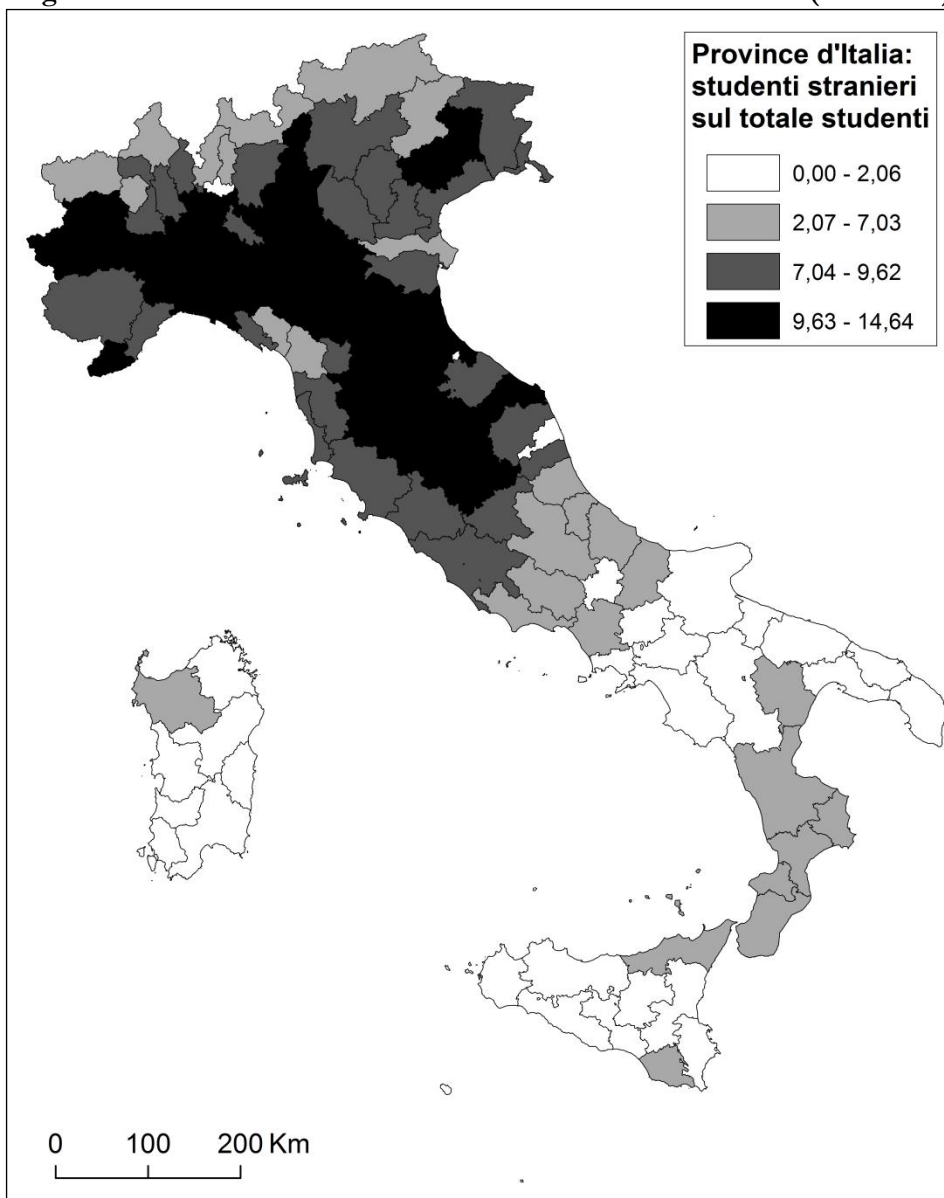 Province d'Italia:
studenti stranieri
sul totale studenti
0,00 - 2,06
2,07 - 7,03
7,04 - 9,62
9,63 - 14,64
0 100 200 Km